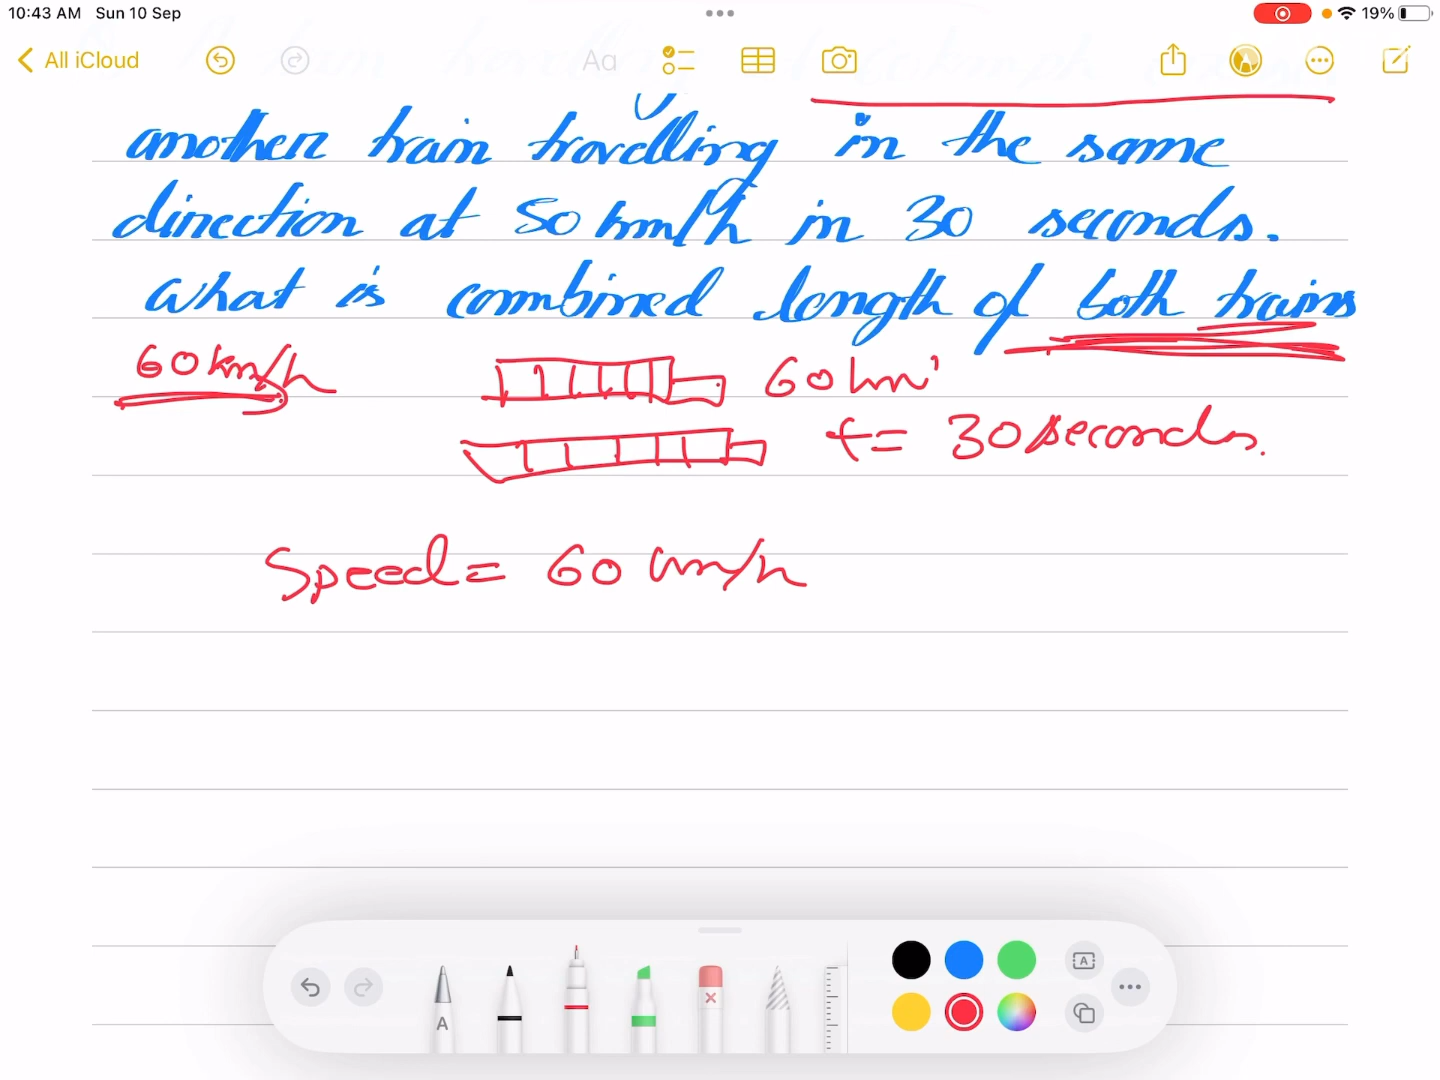 10:43 AM Sun 10 Sep
19%
All iCloud
Aa
another train travelling in the same
direction at 50 km/h in 30 seconds.
what is combined length of both trains
60 km/h
60 km
t = 30 seconds.
Speed = 60 km/h
A
A